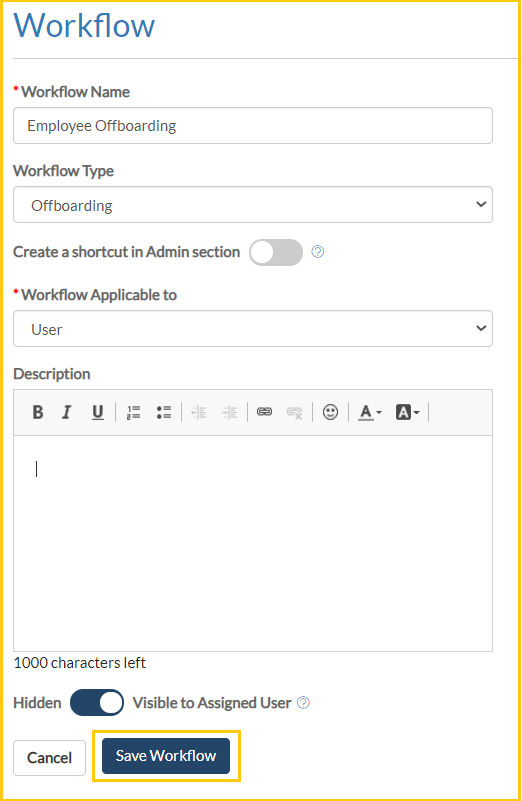 Workflow
* Workflow Name
Employee Offboarding
Workflow Type
Offboarding
Create a shortcut in Admin section ?
* Workflow Applicable to
User
Description
B I U A A
1000 characters left
Hidden Visible to Assigned User ?
Cancel Save Workflow